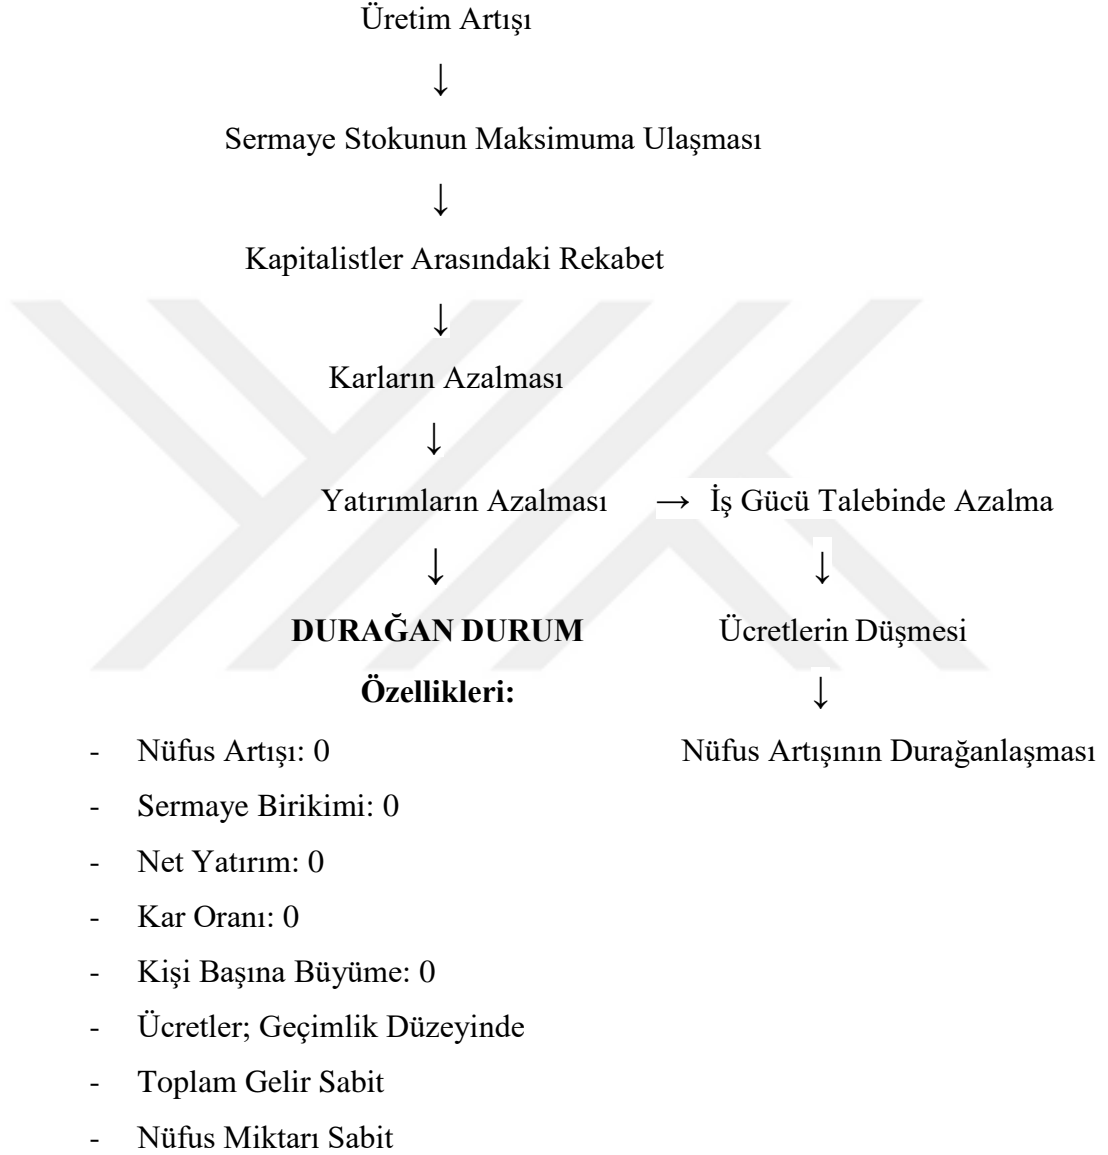 Üretim Artışı
↓
Sermaye Stokunun Maksimuma Ulaşması
↓
Kapitalistler Arasındaki Rekabet
↓
Karların Azalması
↓
Yatırımların Azalması → İş Gücü Talebinde Azalma
↓ ↓
DURAĞAN DURUM Ücretlerin Düşmesi
Özellikleri: ↓
- Nüfus Artışı: 0 Nüfus Artışının Durağanlaşması
- Sermaye Birikimi: 0
- Net Yatırım: 0
- Kar Oranı: 0
- Kişi Başına Büyüme: 0
- Ücretler; Geçimlik Düzeyinde
- Toplam Gelir Sabit
- Nüfus Miktarı Sabit